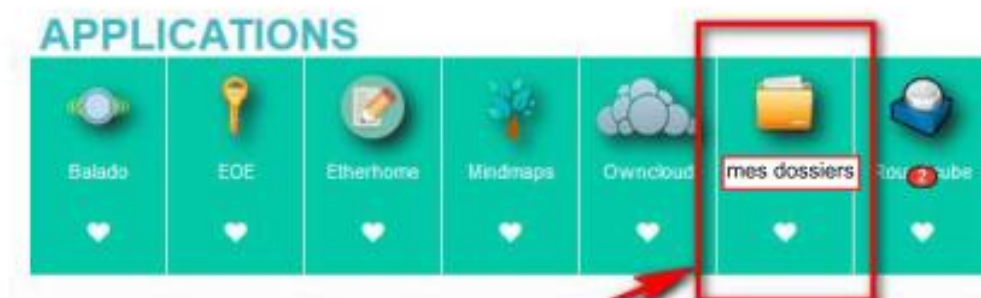 APPLICATIONS
Balado
EOE
Etherhome
Mindmaps
Owncloud
mes dossiers
2